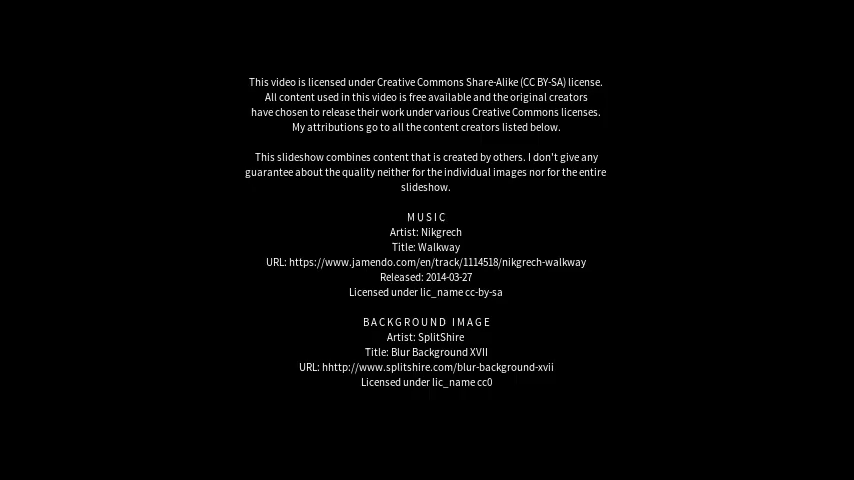 This video is licensed under Creative Commons Share-Alike (CC BY-SA) license.
All content used in this video is free available and the original creators
have chosen to release their work under various Creative Commons licenses.
My attributions go to all the content creators listed below.
This slideshow combines content that is created by others. I don't give any
guarantee about the quality neither for the individual images nor for the entire
slideshow.
M U S I C
Artist: Nikgrech
Title: Walkway
URL: https://www.jamendo.com/en/track/1114518/nikgrech-walkway
Released: 2014-03-27
Licensed under lic_name cc-by-sa
B A C K G R O U N D  I M A G E
Artist: SplitShire
Title: Blur Background XVII
URL: hhttp://www.splitshire.com/blur-background-xvii
Licensed under lic_name cc0